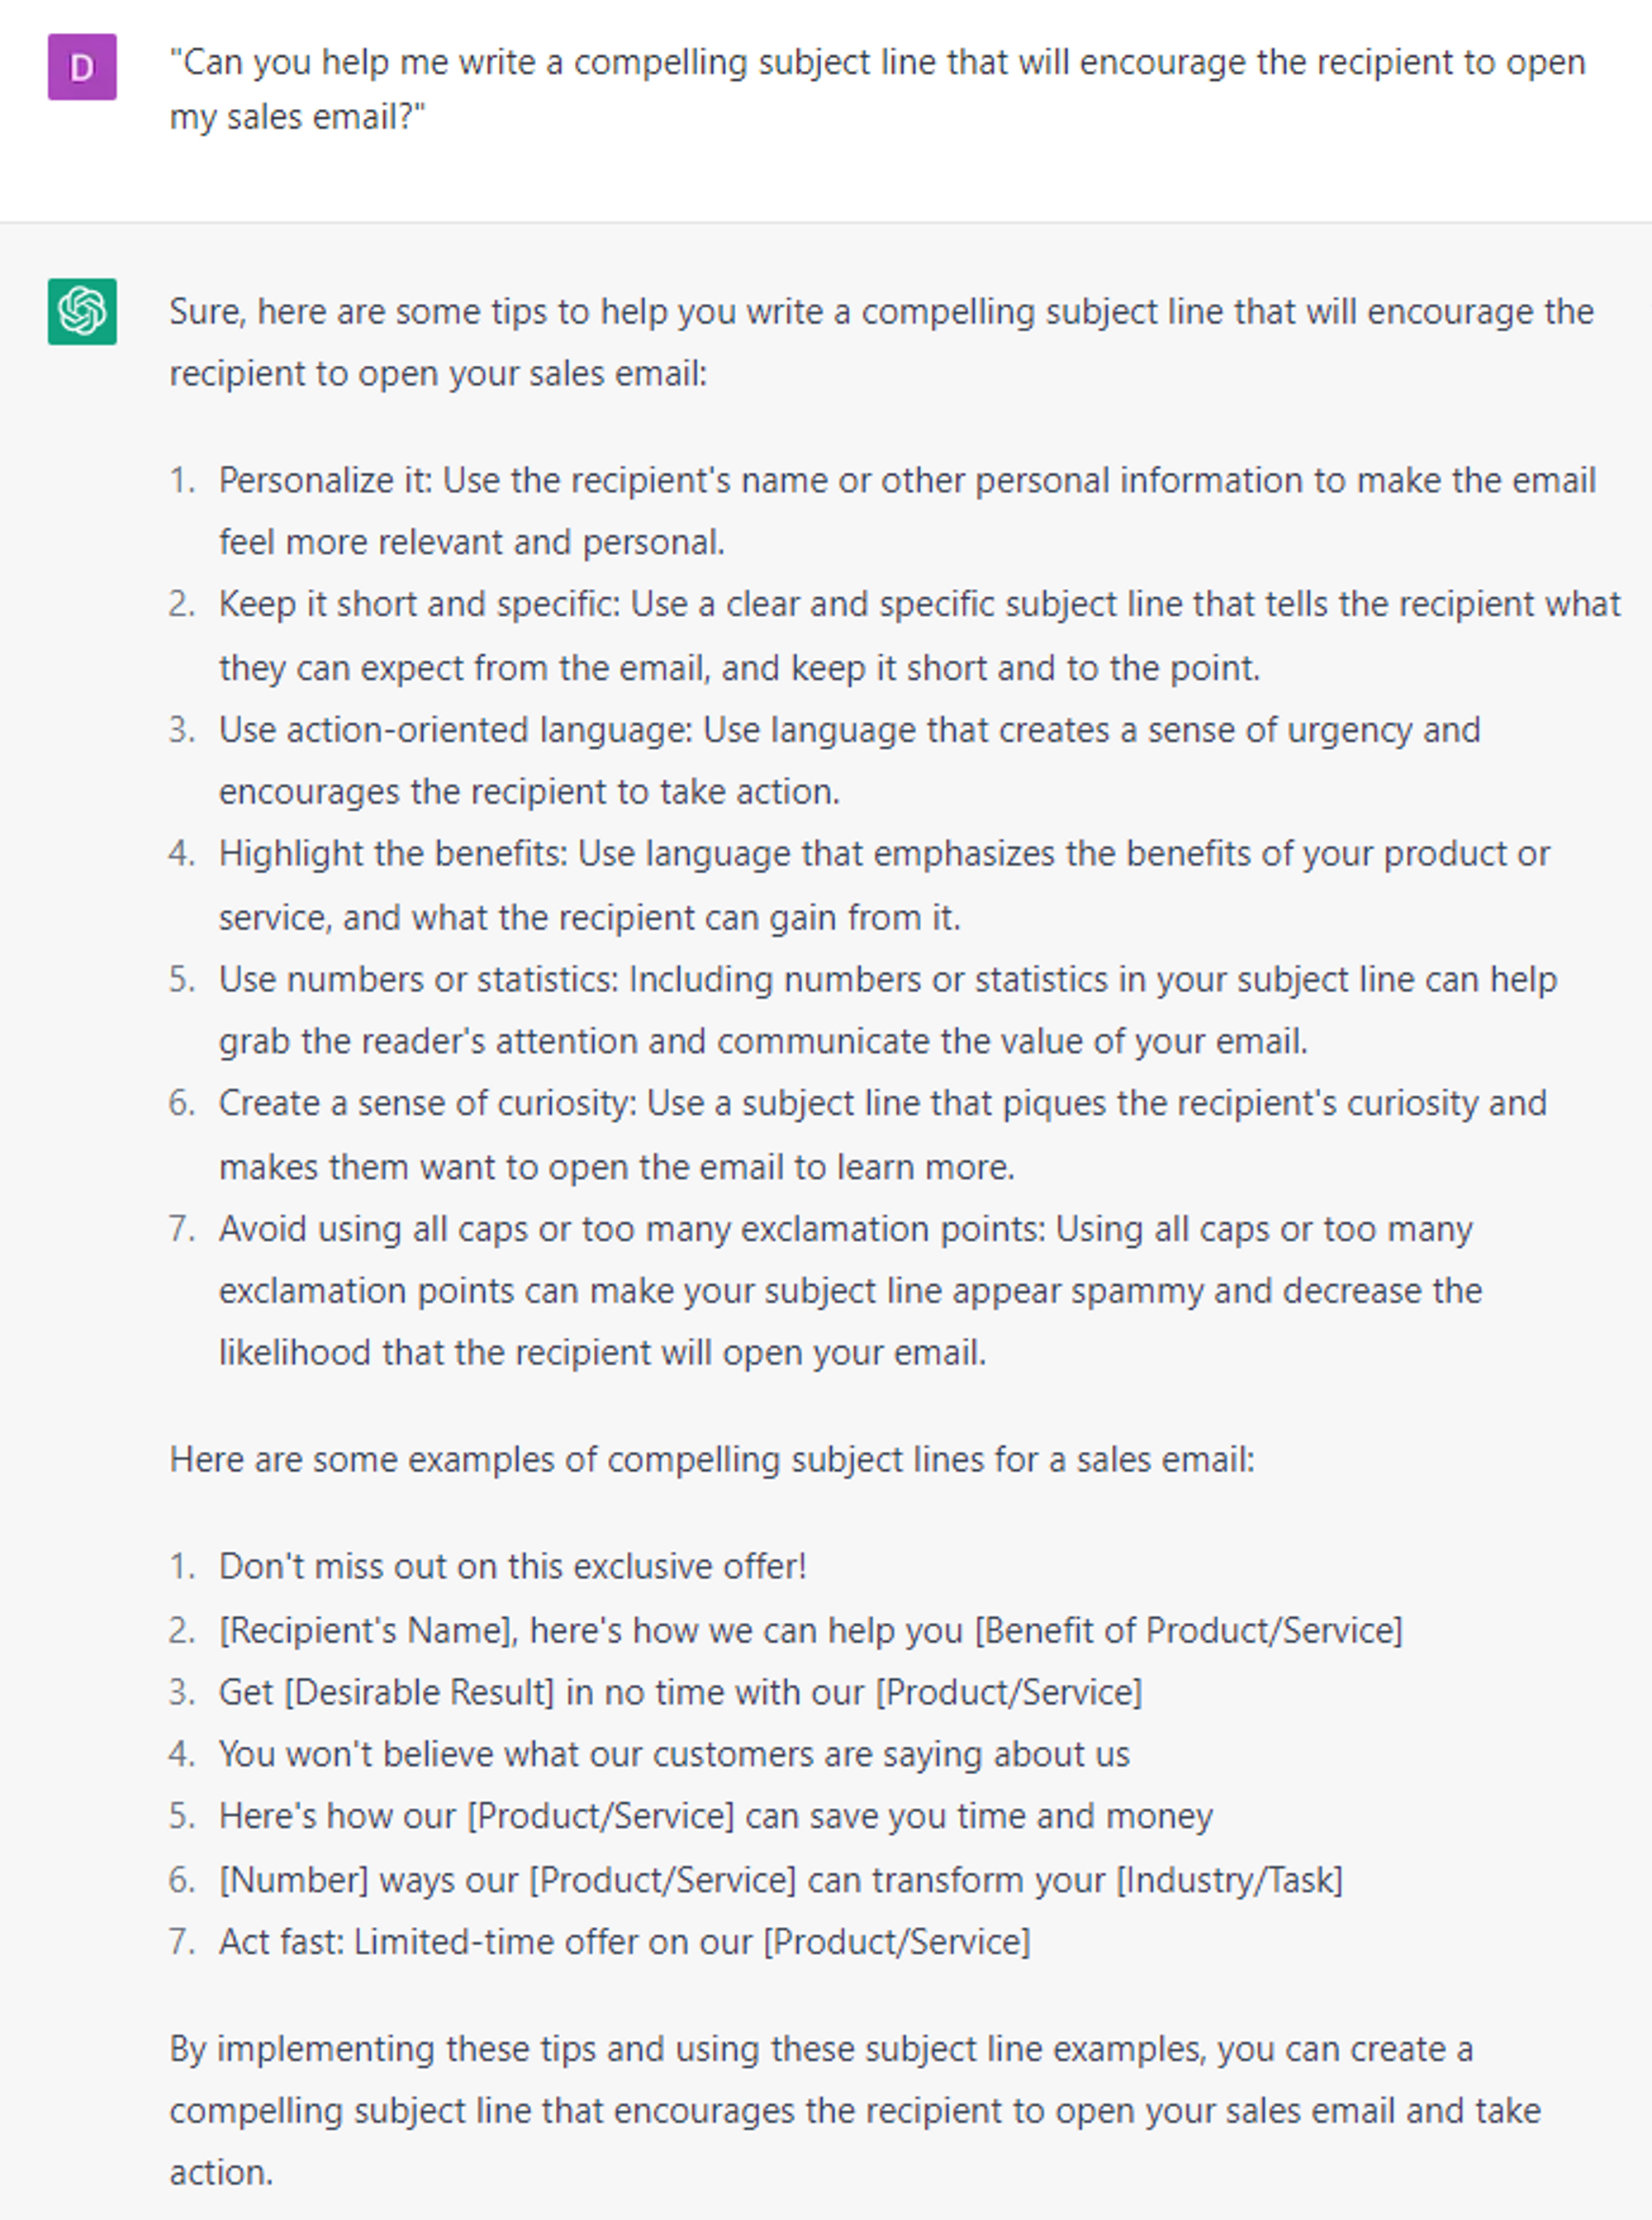 D
"Can you help me write a compelling subject line that will encourage the recipient to open
my sales email?"
Sure, here are some tips to help you write a compelling subject line that will encourage the
recipient to open your sales email:
1. Personalize it: Use the recipient's name or other personal information to make the email
feel more relevant and personal.
2. Keep it short and specific: Use a clear and specific subject line that tells the recipient what
they can expect from the email, and keep it short and to the point.
3. Use action-oriented language: Use language that creates a sense of urgency and
encourages the recipient to take action.
4. Highlight the benefits: Use language that emphasizes the benefits of your product or
service, and what the recipient can gain from it.
5. Use numbers or statistics: Including numbers or statistics in your subject line can help
grab the reader's attention and communicate the value of your email.
6. Create a sense of curiosity: Use a subject line that piques the recipient's curiosity and
makes them want to open the email to learn more.
7. Avoid using all caps or too many exclamation points: Using all caps or too many
exclamation points can make your subject line appear spammy and decrease the
likelihood that the recipient will open your email.
Here are some examples of compelling subject lines for a sales email:
1. Don't miss out on this exclusive offer!
2. [Recipient's Name], here's how we can help you [Benefit of Product/Service]
3. Get [Desirable Result] in no time with our [Product/Service]
4. You won't believe what our customers are saying about us
5. Here's how our [Product/Service] can save you time and money
6. [Number] ways our [Product/Service] can transform your [Industry/Task]
7. Act fast: Limited-time offer on our [Product/Service]
By implementing these tips and using these subject line examples, you can create a
compelling subject line that encourages the recipient to open your sales email and take
action.